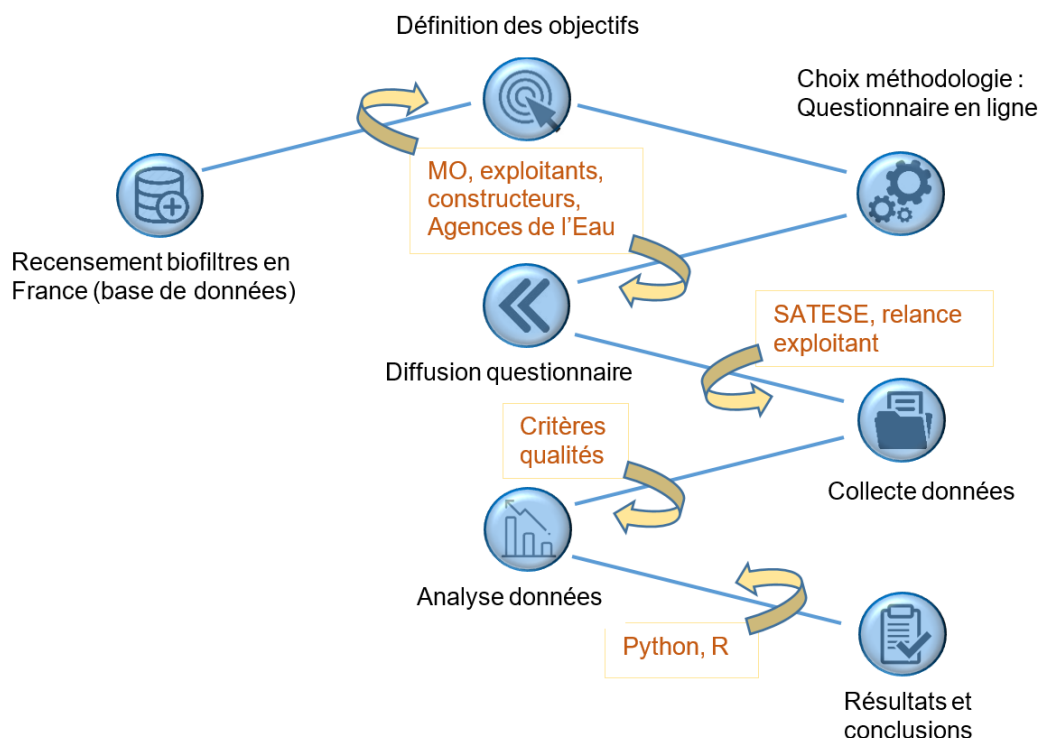 Définition des objectifs
Choix méthodologie :
Questionnaire en ligne
MO, exploitants,
constructeurs,
Agences de l'Eau
Recensement biofiltres en
France (base de données)
SATESE, relance
exploitant
Diffusion questionnaire
Critères
qualités
Collecte données
Analyse données
Python, R
Résultats et
conclusions